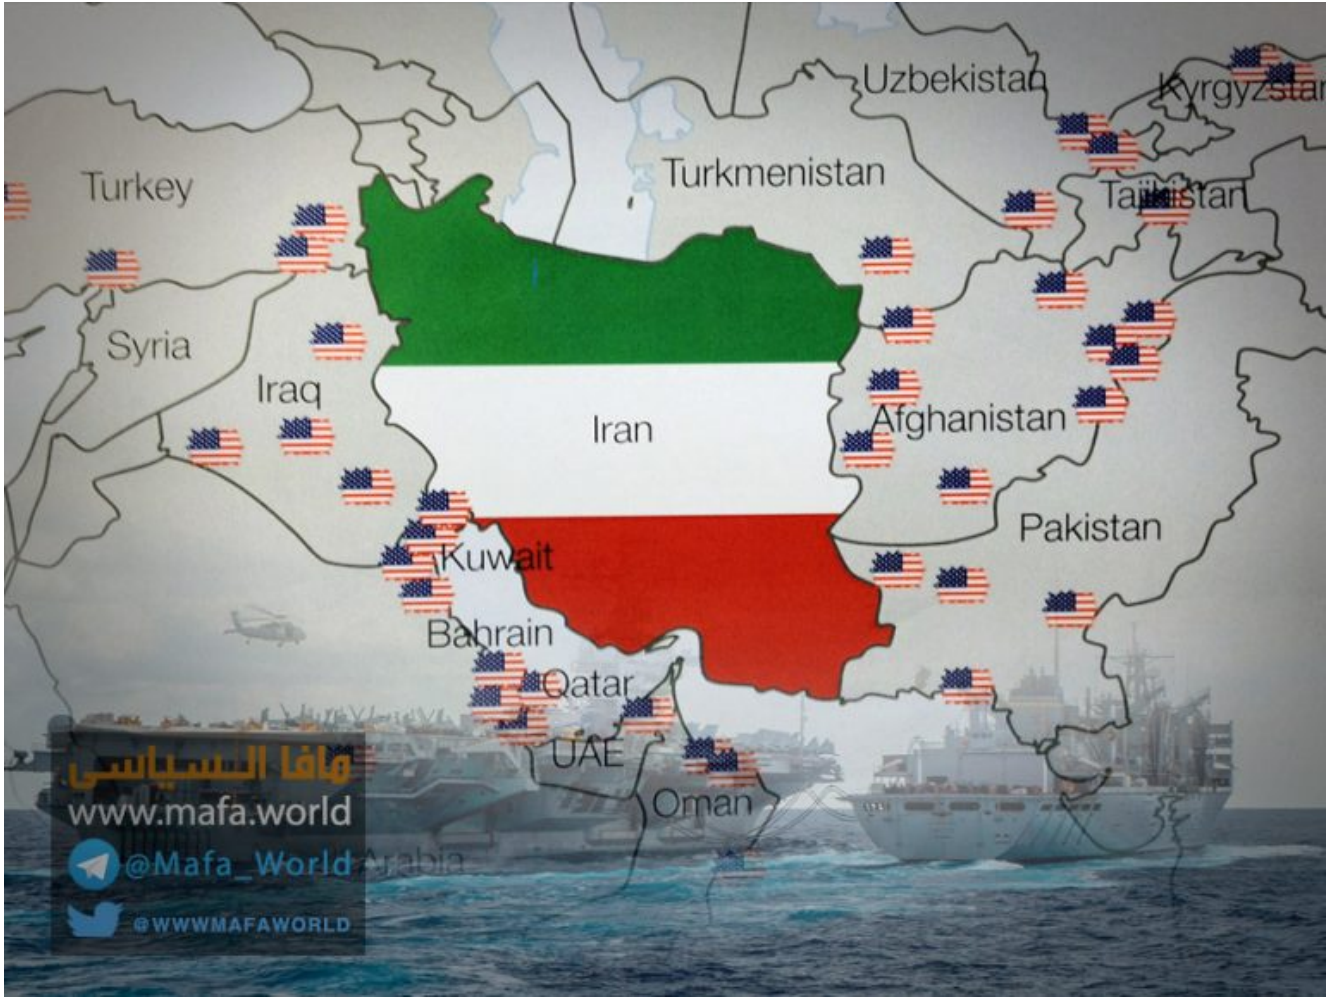 Uzbekistan
Kyrgyzstan
Turkey
Turkmenistan
Tajikistan
Syria
Iraq
Iran
Afghanistan
Pakistan
Kuwait
Bahrain
Qatar
UAE
Oman
Arabia
مافا السياسي
www.mafa.world
@Mafa_World
@WWWMAFAWORLD